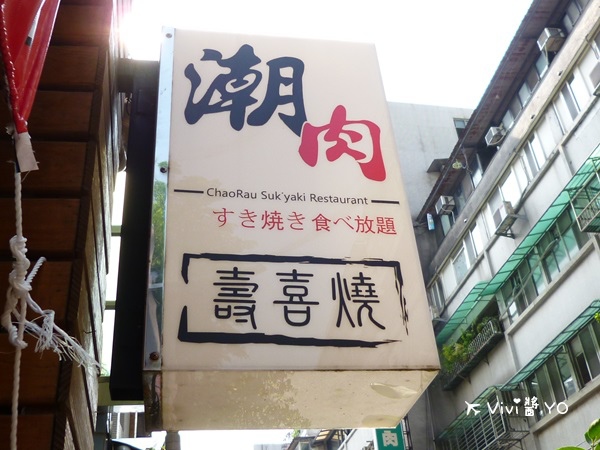 潮肉
ChaoRau Suk'yaki Restaurant
すき焼き食べ放題
壽喜燒
肉
Vivi醬.YO